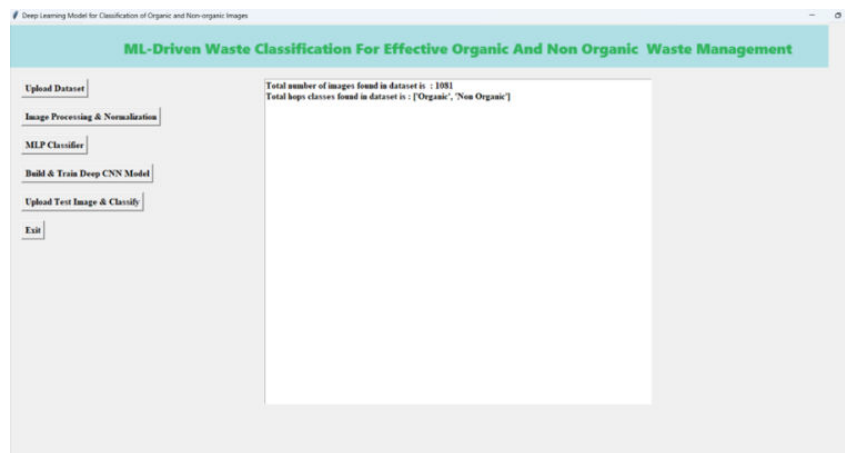 Deep Learning Model for Classification of Organic and Non-organic Images
ML-Driven Waste Classification For Effective Organic And Non Organic Waste Management
Upload Dataset
Image Processing & Normalization
MLP Classifier
Build & Train Deep CNN Model
Upload Test Image & Classify
Exit
Total number of images found in dataset is : 1081
Total hops classes found in dataset is : ['Organic', 'Non Organic']